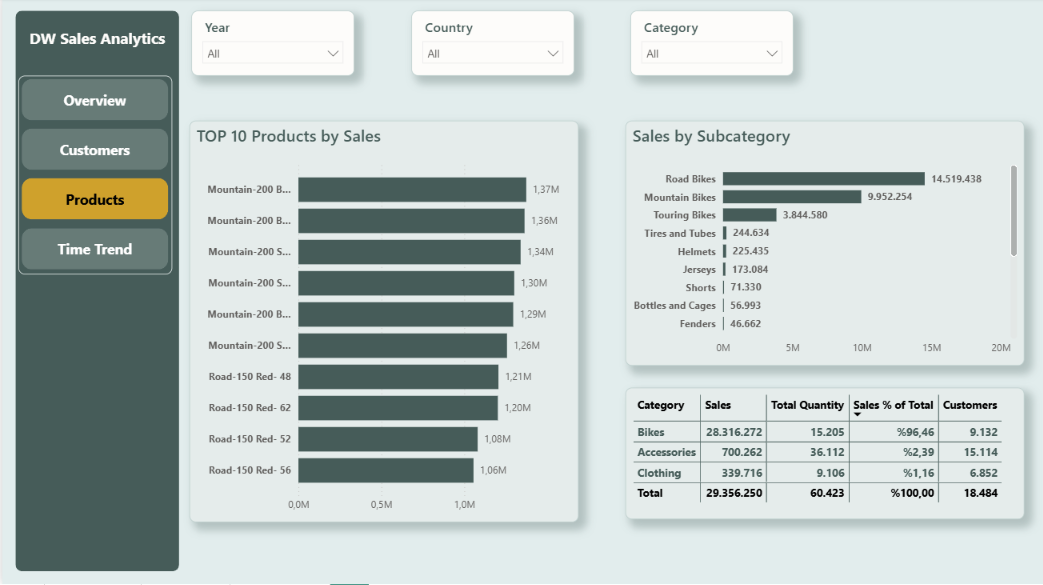 DW Sales Analytics
Overview
Customers
Products
Time Trend
Year
All
Country
All
Category
All
TOP 10 Products by Sales
Mountain-200 B... 1,37M
Mountain-200 B... 1,36M
Mountain-200 S... 1,34M
Mountain-200 S... 1,30M
Mountain-200 B... 1,29M
Mountain-200 S... 1,26M
Road-150 Red- 48 1,21M
Road-150 Red- 62 1,20M
Road-150 Red- 52 1,08M
Road-150 Red- 56 1,06M
0,0M 0,5M 1,0M
Sales by Subcategory
Road Bikes 14.519.438
Mountain Bikes 9.952.254
Touring Bikes 3.844.580
Tires and Tubes 244.634
Helmets 225.435
Jerseys 173.084
Shorts 71.330
Bottles and Cages 56.993
Fenders 46.662
0M 5M 10M 15M 20M
Category Sales Total Quantity Sales % of Total Customers
Bikes 28.316.272 15.205 %96,46 9.132
Accessories 700.262 36.112 %2,39 15.114
Clothing 339.716 9.106 %1,16 6.852
Total 29.356.250 60.423 %100,00 18.484